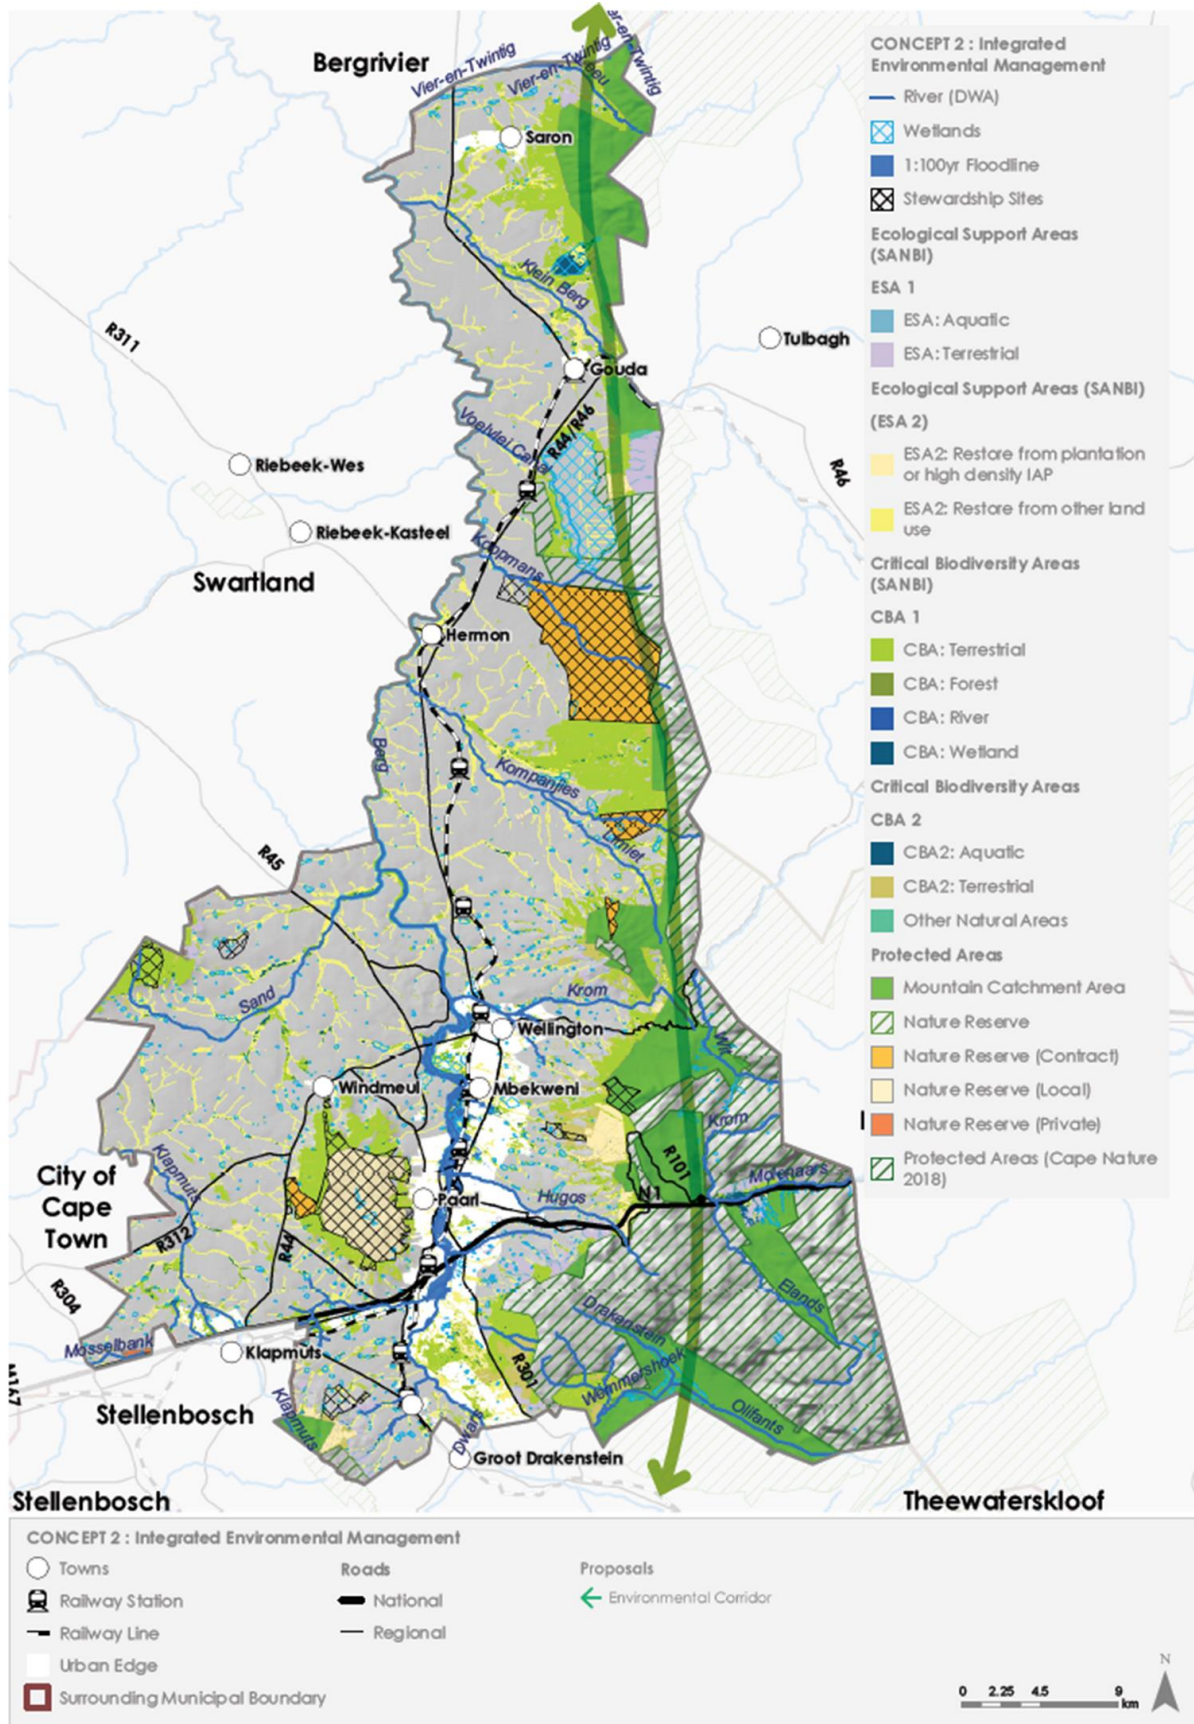 Bergrivier
Vier-en-Twintig
Vier-en-Twintig
er-en-Twintig
Leeu
Saron
Klein Berg
R311
Tulbagh
Gouda
R44/R46
Voelvlei Canal
Riebeek-Wes
R46
Riebeek-Kasteel
Koopmans
Swartland
Hermon
Berg
Kompanjies
Limiet
R45
Sand
Krom
Wellington
Wit
Windmeul
Mbekweni
Krom
R101
Molenaars
Klapmuts
City of
Cape
Town
Paarl
Hugos
N1
R312
R44
R304
Elands
Drakenstein
Mosselbank
Klapmuts
R301
Wemmershoek
Stellenbosch
Klapmuts
Dwars
Olifants
Groot Drakenstein
Stellenbosch
Theewaterskloof
CONCEPT 2 : Integrated
Environmental Management
River (DWA)
Wetlands
1:100yr Floodline
Stewardship Sites
Ecological Support Areas
(SANBI)
ESA 1
ESA: Aquatic
ESA: Terrestrial
Ecological Support Areas (SANBI)
(ESA 2)
ESA2: Restore from plantation
or high density IAP
ESA2: Restore from other land
use
Critical Biodiversity Areas
(SANBI)
CBA 1
CBA: Terrestrial
CBA: Forest
CBA: River
CBA: Wetland
Critical Biodiversity Areas
CBA 2
CBA2: Aquatic
CBA2: Terrestrial
Other Natural Areas
Protected Areas
Mountain Catchment Area
Nature Reserve
Nature Reserve (Contract)
Nature Reserve (Local)
Nature Reserve (Private)
Protected Areas (Cape Nature
2018)
CONCEPT 2 : Integrated Environmental Management
Towns
Railway Station
Railway Line
Urban Edge
Surrounding Municipal Boundary
Roads
National
Regional
Proposals
Environmental Corridor
N
0 2.25 4.5 9
km